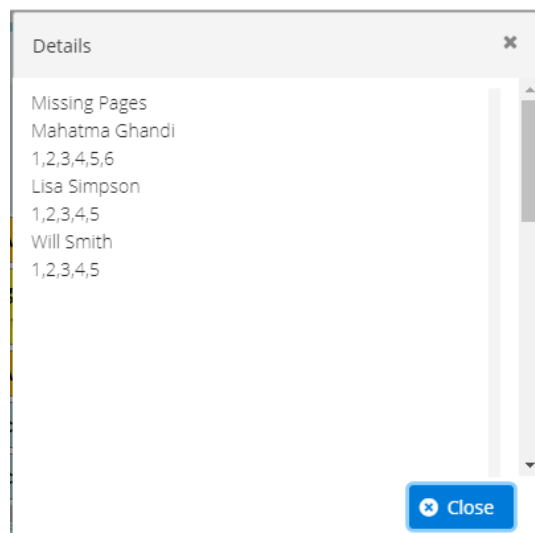 Details
Missing Pages
Mahatma Ghandi
1,2,3,4,5,6
Lisa Simpson
1,2,3,4,5
Will Smith
1,2,3,4,5
Close